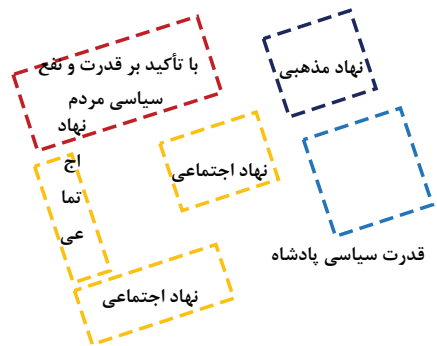 نهاد مذهبی
با تأکید بر قدرت و نفع
سیاسی مردم
نهاد
اج
تما
عی
نهاد اجتماعی
قدرت سیاسی پادشاه
نهاد اجتماعی